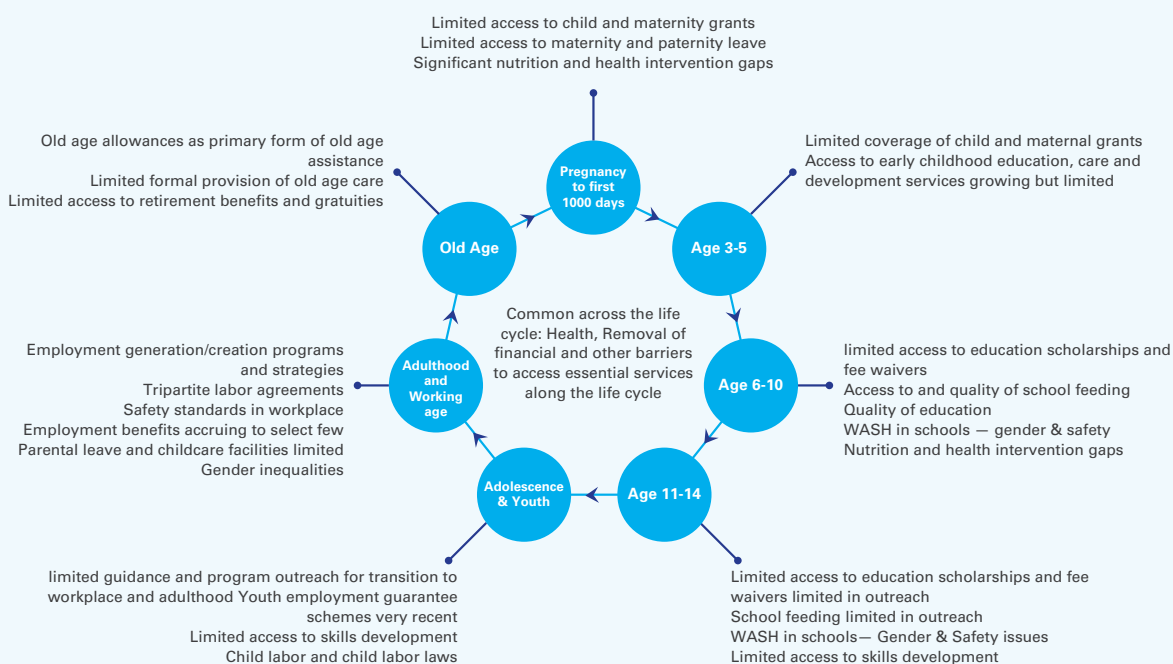 Limited access to child and maternity grants
Limited access to maternity and paternity leave
Significant nutrition and health intervention gaps
Old age allowances as primary form of old age
assistance
Limited formal provision of old age care
Limited access to retirement benefits and gratuities
Pregnancy
to first
1000 days
Limited coverage of child and maternal grants
Access to early childhood education, care and
development services growing but limited
Old Age
Age 3-5
Common across the life
cycle: Health, Removal of
financial and other barriers
to access essential services
along the life cycle
Employment generation/creation programs
and strategies
Tripartite labor agreements
Safety standards in workplace
Employment benefits accruing to select few
Parental leave and childcare facilities limited
Gender inequalities
Adulthood
and
Working
age
Age 6-10
limited access to education scholarships and
fee waivers
Access to and quality of school feeding
Quality of education
WASH in schools — gender & safety
Nutrition and health intervention gaps
Adolescence
& Youth
Age 11-14
limited guidance and program outreach for transition to
workplace and adulthood Youth employment guarantee
schemes very recent
Limited access to skills development
Child labor and child labor laws
Limited access to education scholarships and fee
waivers limited in outreach
School feeding limited in outreach
WASH in schools— Gender & Safety issues
Limited access to skills development